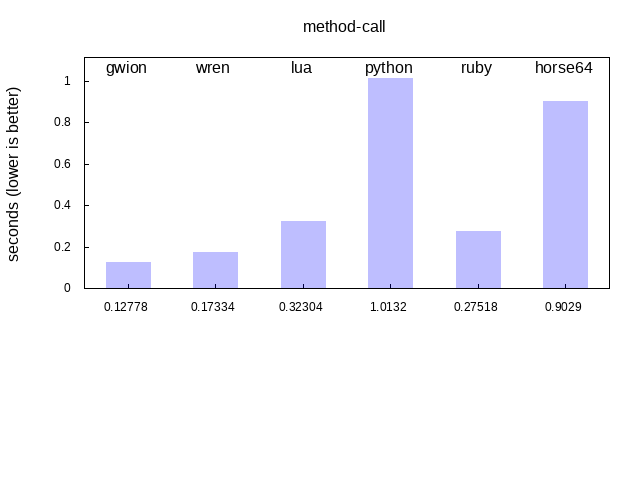 method-call
seconds (lower is better)
gwion wren lua python ruby horse64
1
0.8
0.6
0.4
0.2
0
0.12778 0.17334 0.32304 1.0132 0.27518 0.9029